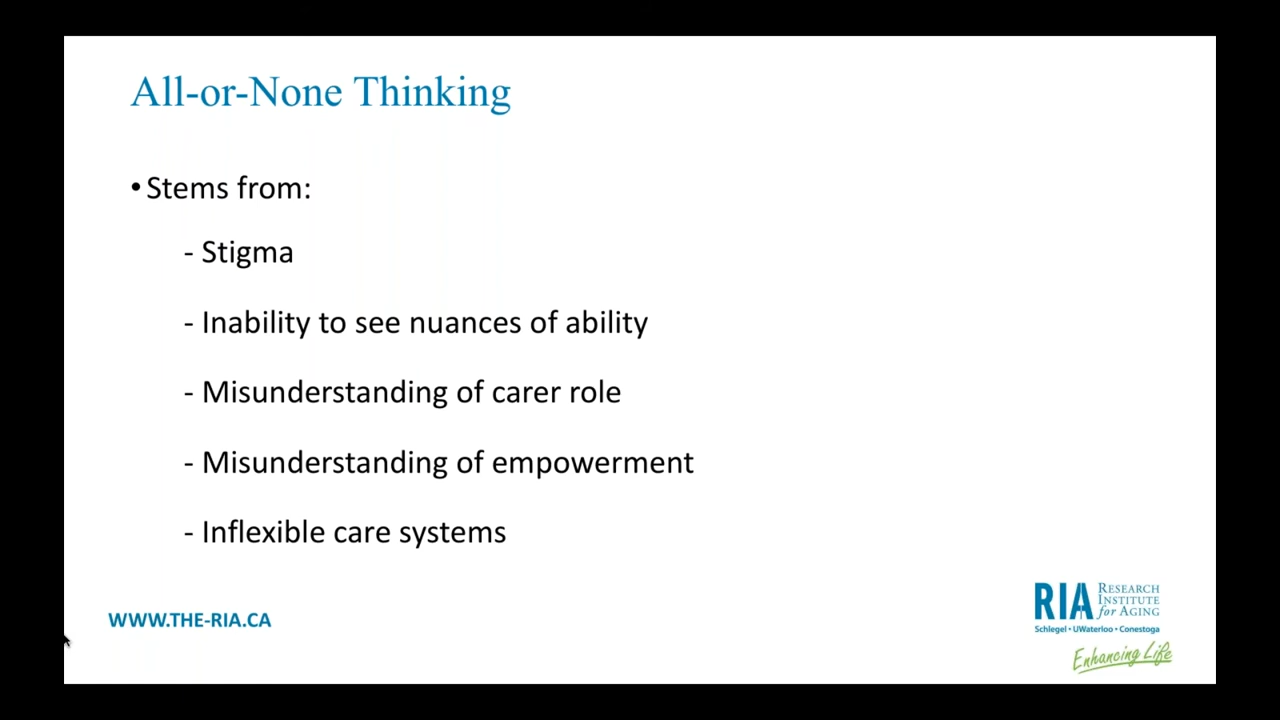 All-or-None Thinking
• Stems from:
- Stigma
- Inability to see nuances of ability
- Misunderstanding of carer role
- Misunderstanding of empowerment
- Inflexible care systems
WWW.THE-RIA.CA
RIA
RESEARCH
INSTITUTE
for AGING
Schlegel • UWaterloo • Conestoga
Enhancing Life